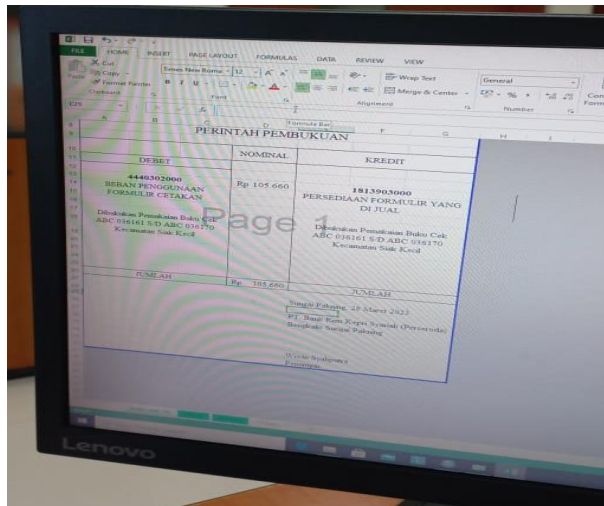 FILE HOME INSERT PAGE LAYOUT FORMULAS DATA REVIEW VIEW
Cut
Copy
Format Painter
Clipboard
Times New Roma 12
Font
Wrap Text
Merge & Center
Alignment
General
Number
Formula Bar
PERINTAH PEMBUKUAN
DEBET NOMINAL KREDIT
4440302000
BEBAN PENGGUNAAN
FORMULIR CETAKAN
Dibukukan Pemakaian Buku Cek
ABC 036161 S/D ABC 036170
Kecamatan Siak Kecil
Rp 105.660
1813903000
PERSEDIAAN FORMULIR YANG
DI JUAL
Dibukukan Pemakaian Buku Cek
ABC 036161 S/D ABC 036170
Kecamatan Siak Kecil
Page 1
JUMLAH Rp 105.660 JUMLAH
Sungai Pakning, 28 Maret 2023
PT. Bank Riau Kepri Syariah (Perseroda)
Sungai Pakning
Lenovo